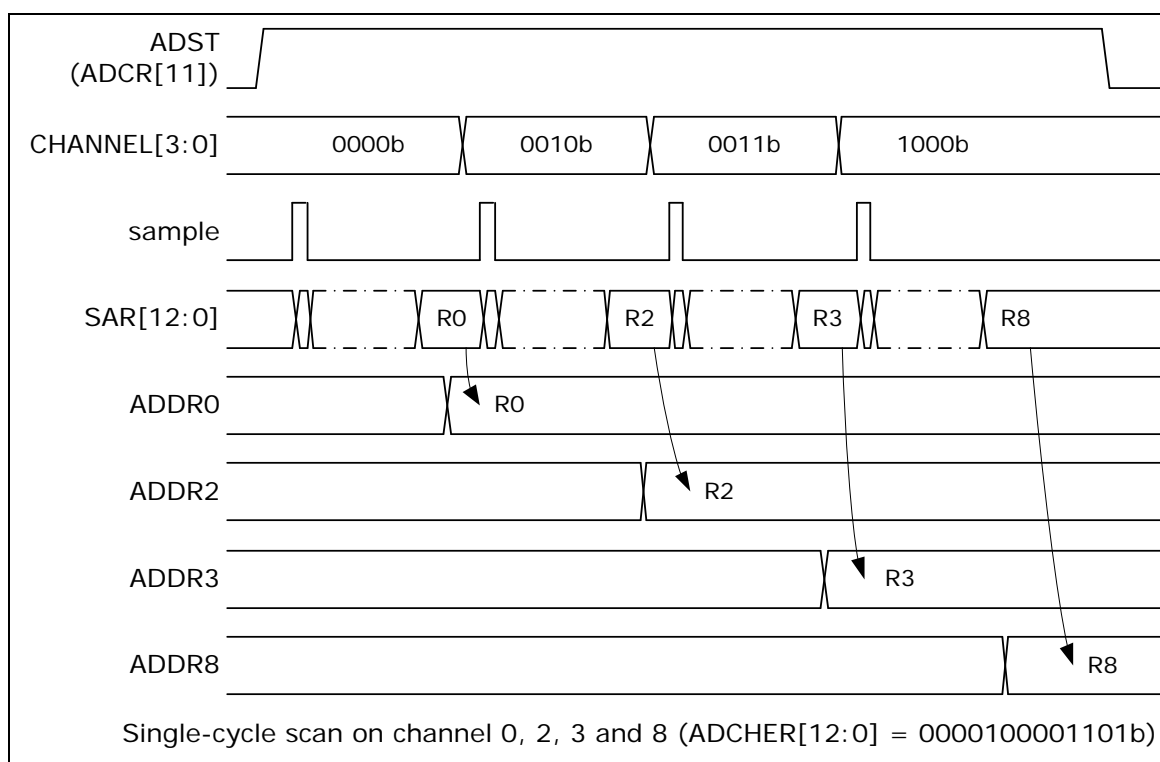 ADST
(ADCR[11])
CHANNEL[3:0]
0000b
0010b
0011b
1000b
sample
SAR[12:0]
R0
R2
R3
R8
ADDR0
R0
ADDR2
R2
ADDR3
R3
ADDR8
R8
Single-cycle scan on channel 0, 2, 3 and 8 (ADCHER[12:0] = 0000100001101b)